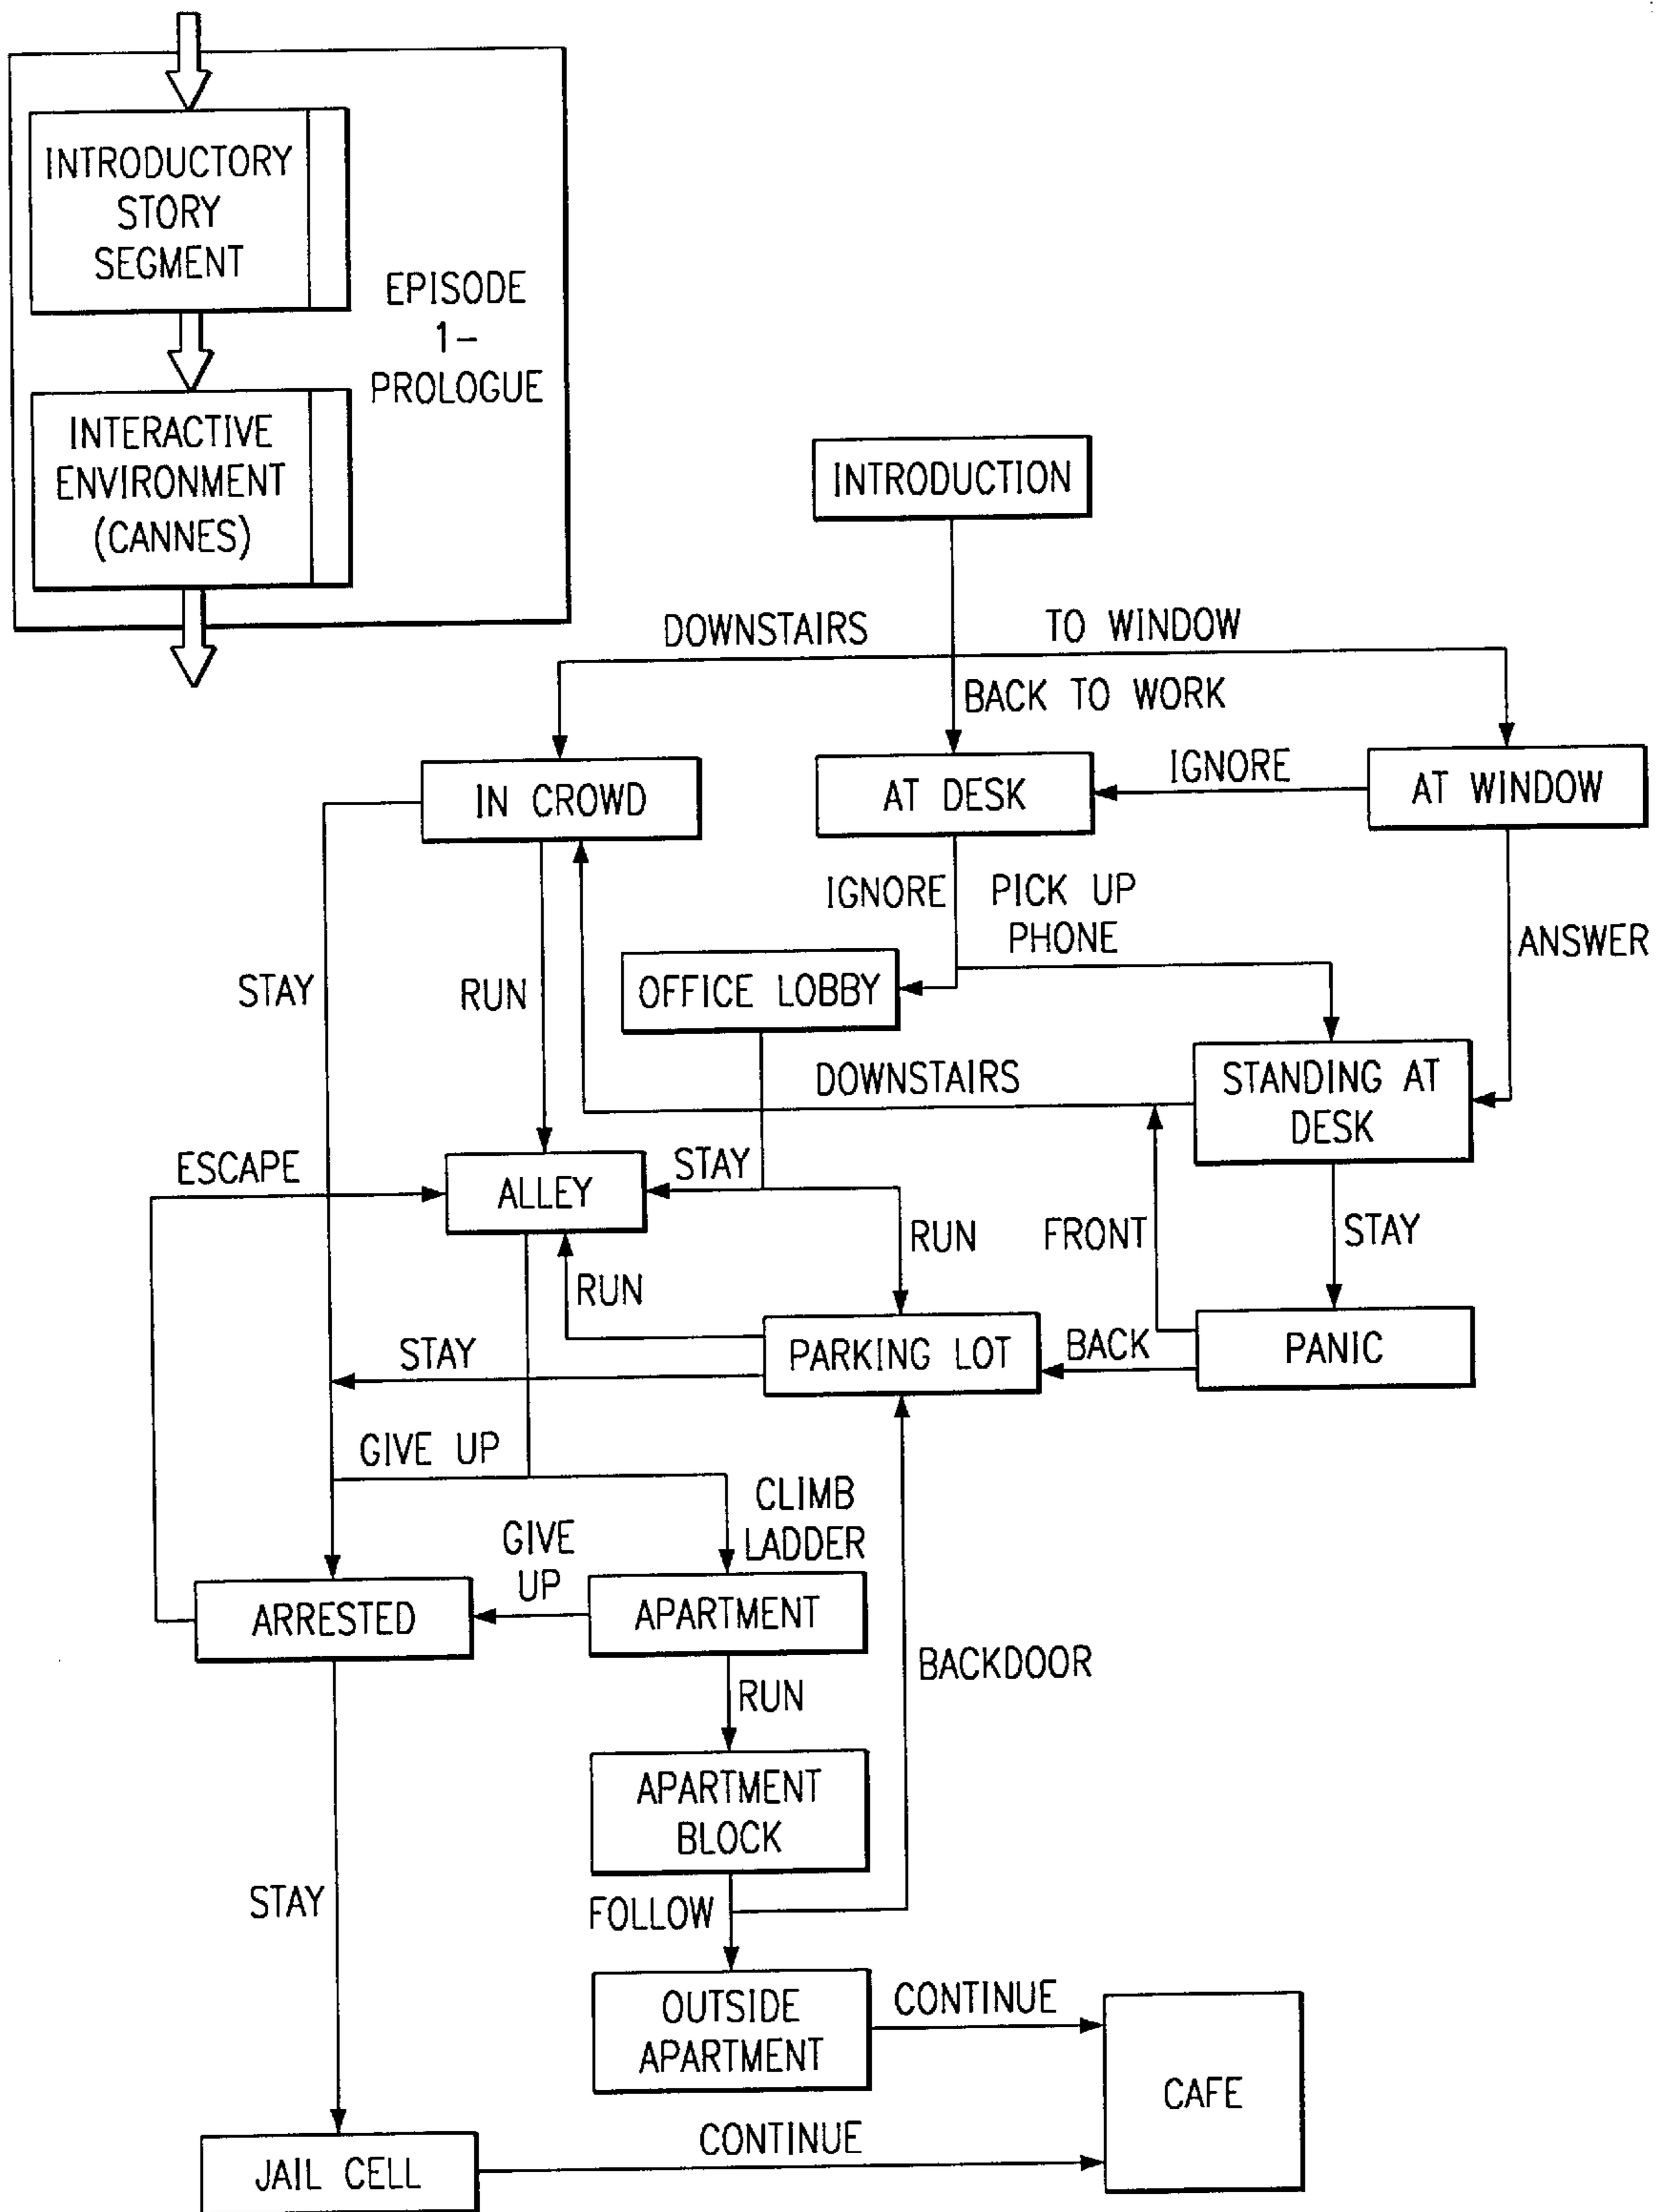 INTRODUCTORY
STORY
SEGMENT
EPISODE
1–
PROLOGUE
INTERACTIVE
ENVIRONMENT
(CANNES)
INTRODUCTION
DOWNSTAIRS
TO WINDOW
BACK TO WORK
IN CROWD
AT DESK
IGNORE
AT WINDOW
IGNORE
PICK UP
PHONE
ANSWER
STAY
RUN
OFFICE LOBBY
DOWNSTAIRS
STANDING AT
DESK
ESCAPE
ALLEY
STAY
RUN
FRONT
STAY
RUN
STAY
PARKING LOT
BACK
PANIC
GIVE UP
CLIMB
LADDER
GIVE
UP
ARRESTED
APARTMENT
BACKDOOR
RUN
APARTMENT
BLOCK
STAY
FOLLOW
OUTSIDE
APARTMENT
CONTINUE
CAFE
JAIL CELL
CONTINUE